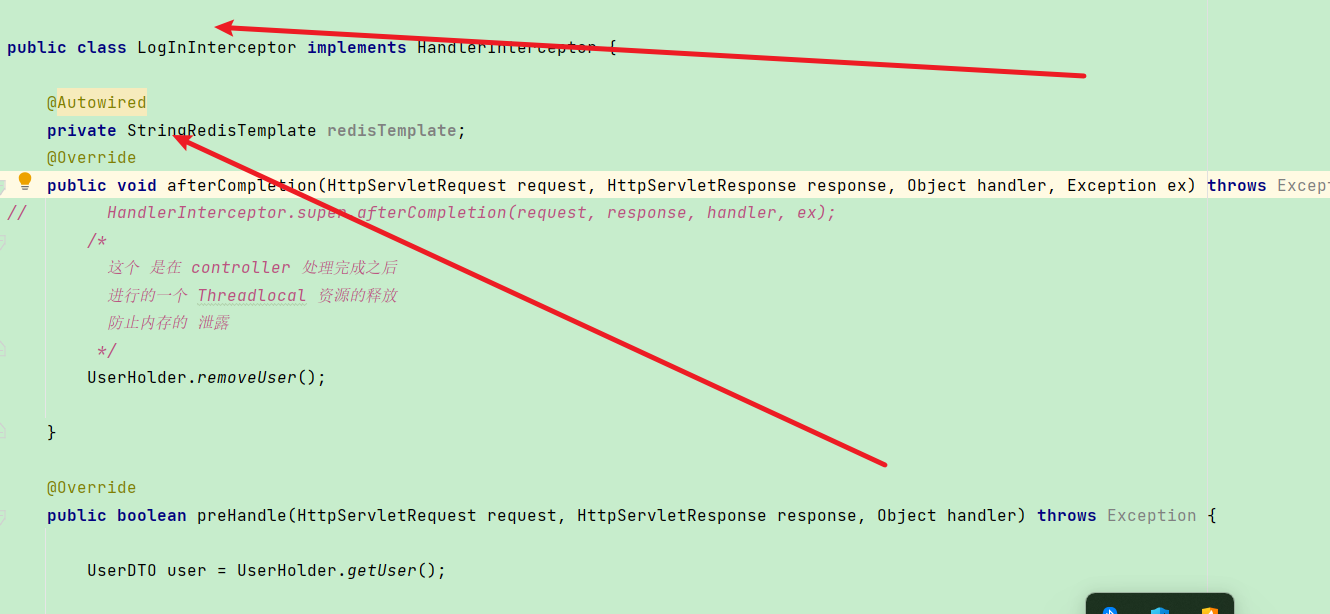 public class LogInInterceptor implements HandlerInterceptor {
@Autowired
private StringRedisTemplate redisTemplate;
@Override
public void afterCompletion(HttpServletRequest request, HttpServletResponse response, Object handler, Exception ex) throws Except
// HandlerInterceptor.super.afterCompletion(request, response, handler, ex);
/*
这个 是在 controller 处理完成之后
进行的一个 Threadlocal 资源的释放
防止内存的 泄露
*/
UserHolder.removeUser();
}
@Override
public boolean preHandle(HttpServletRequest request, HttpServletResponse response, Object handler) throws Exception {
UserDTO user = UserHolder.getUser();